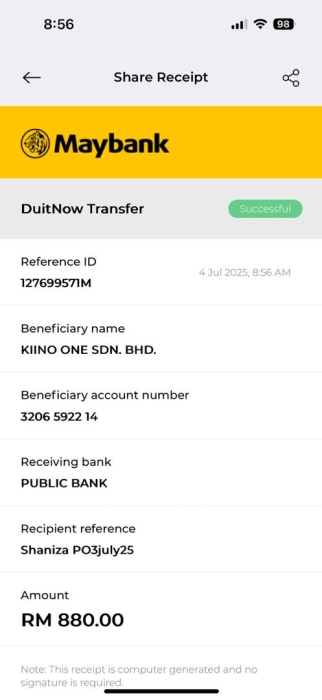 8:56
98
Share Receipt
Maybank
DuitNow Transfer
Successful
Reference ID
4 Jul 2025, 8:56 AM
127699571M
Beneficiary name
KIINO ONE SDN. BHD.
Beneficiary account number
3206 5922 14
Receiving bank
PUBLIC BANK
Recipient reference
Shaniza PO3july25
Amount
RM 880.00
Note: This receipt is computer generated and no
signature is required.